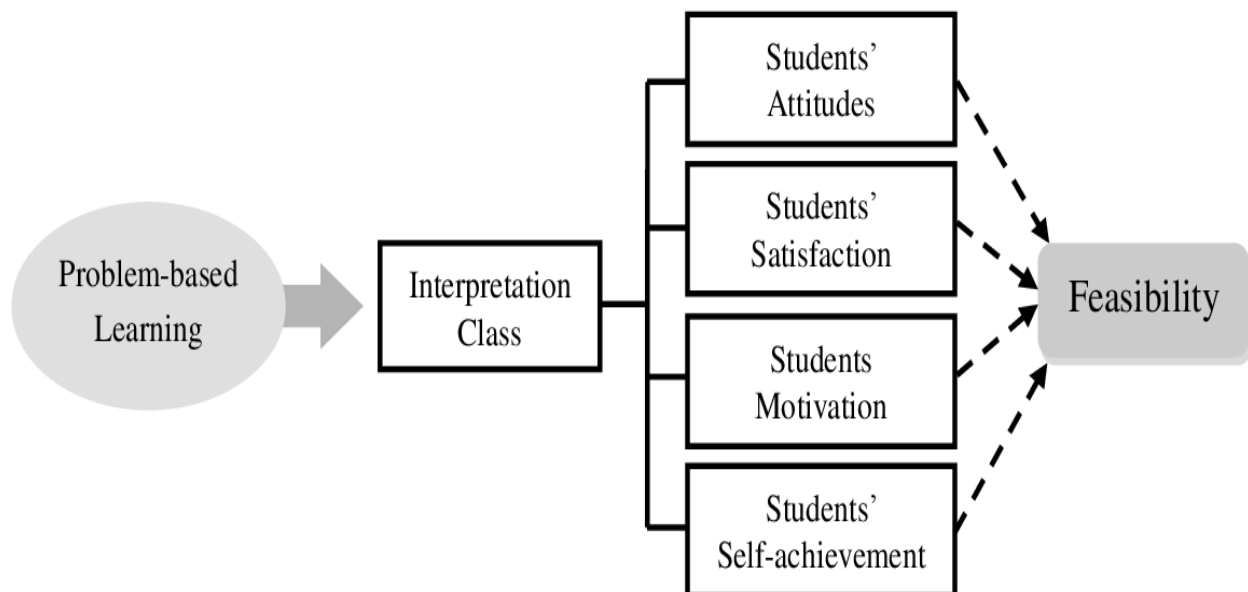 Problem-based
Learning
Interpretation
Class
Students’
Attitudes
Students’
Satisfaction
Students
Motivation
Students’
Self-achievement
Feasibility